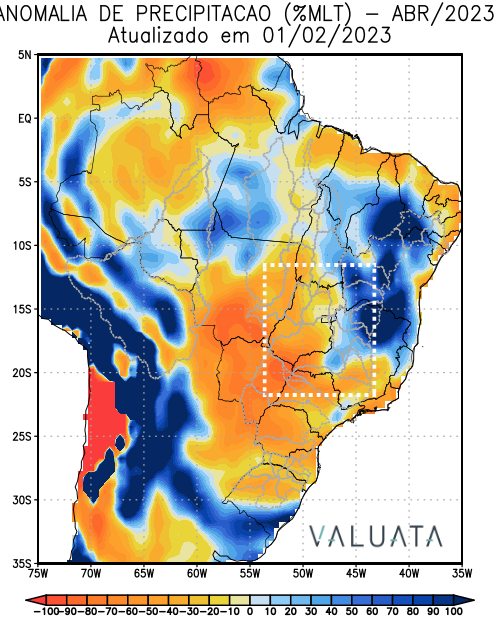 ANOMALIA DE PRECIPITACAO (%MLT) – ABR/2023
Atualizado em 01/02/2023
5N
EQ
5S
10S
15S
20S
25S
30S
35S
75W 70W 65W 60W 55W 50W 45W 40W 35W
VALUATA
-100 -90 -80 -70 -60 -50 -40 -30 -20 -10 0 10 20 30 40 50 60 70 80 90 100